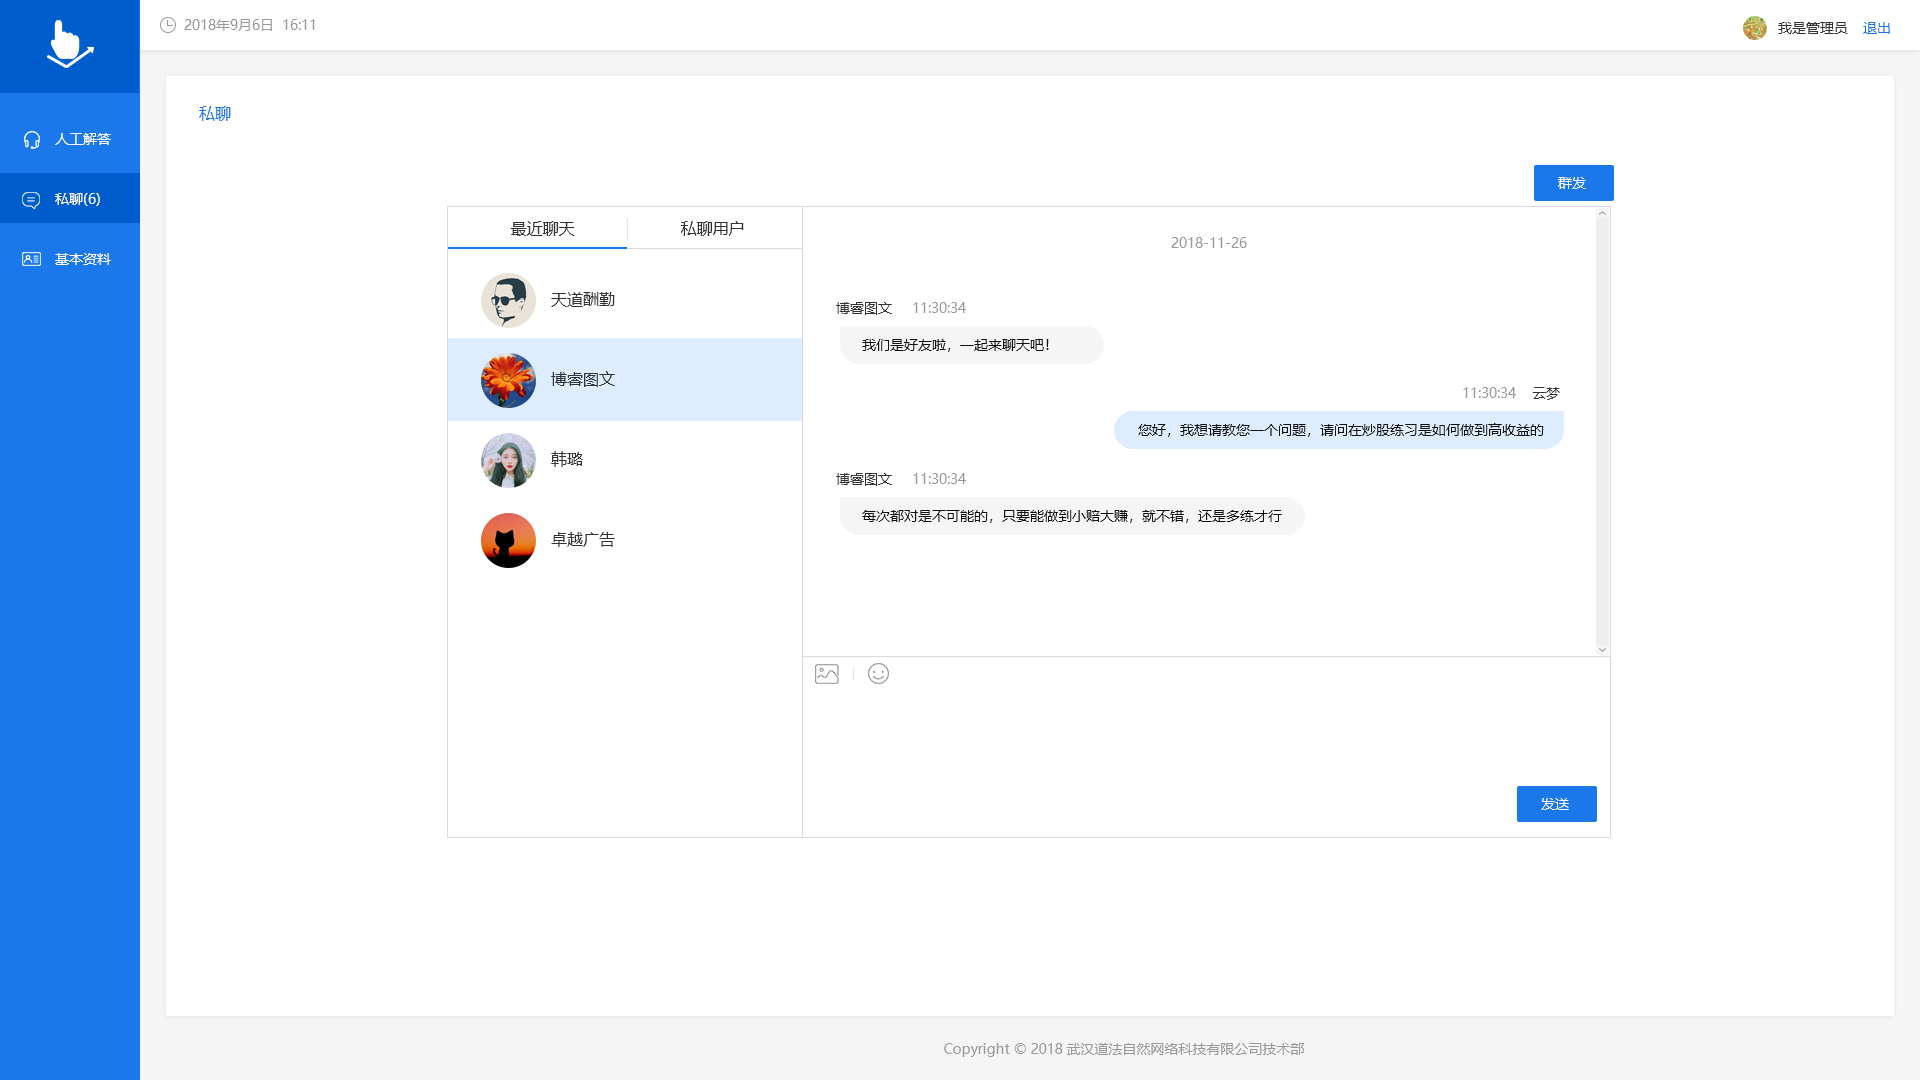 2018年9月6日 16:11
我是管理员 退出
人工解答
私聊(6)
基本资料
私聊
群发
最近聊天 私聊用户
天道酬勤
博睿图文
韩璐
卓越广告
2018-11-26
博睿图文 11:30:34
我们是好友啦，一起来聊天吧！
11:30:34 云梦
您好，我想请教您一个问题，请问在炒股练习是如何做到高收益的
博睿图文 11:30:34
每次都对是不可能的，只要能做到小赔大赚，就不错，还是多练才行
发送
Copyright © 2018 武汉道法自然网络科技有限公司技术部